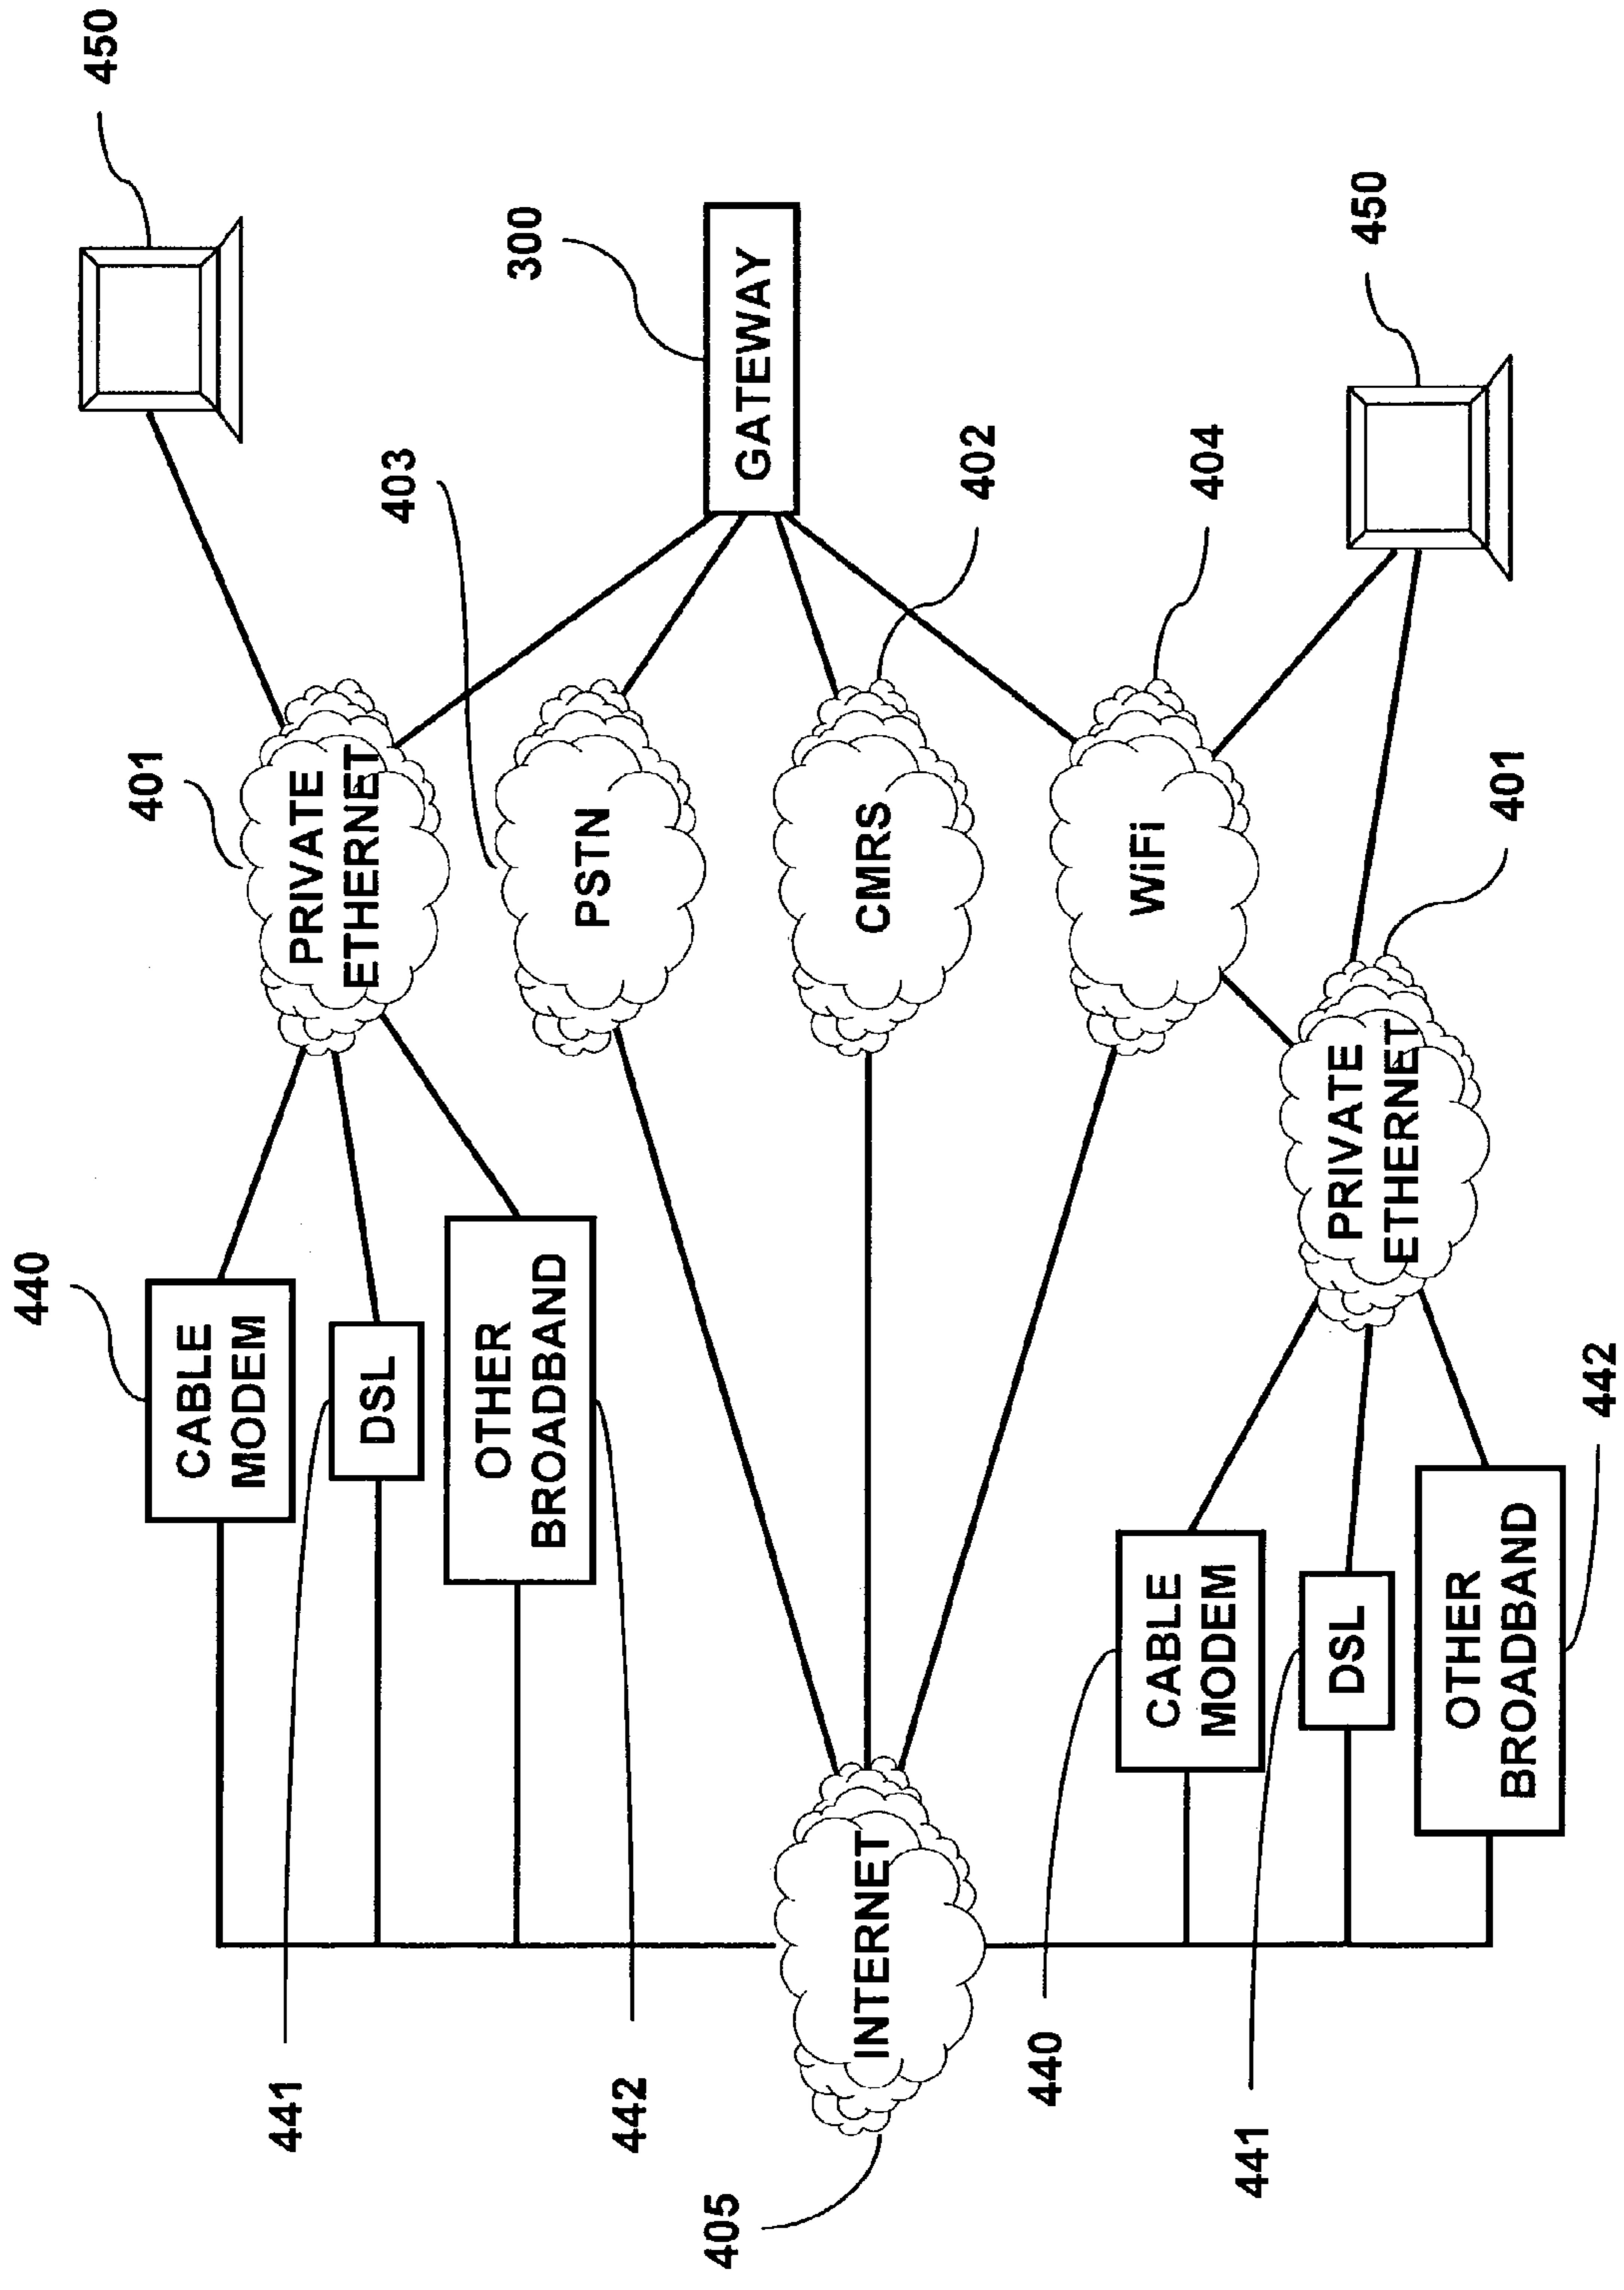 440
450
401
CABLE
MODEM
PRIVATE
ETHERNET
441
DSL
403
300
OTHER
BROADBAND
PSTN
442
405
GATEWAY
INTERNET
CMRS
402
440
WiFi
404
CABLE
MODEM
441
DSL
PRIVATE
ETHERNET
450
OTHER
BROADBAND
401
442